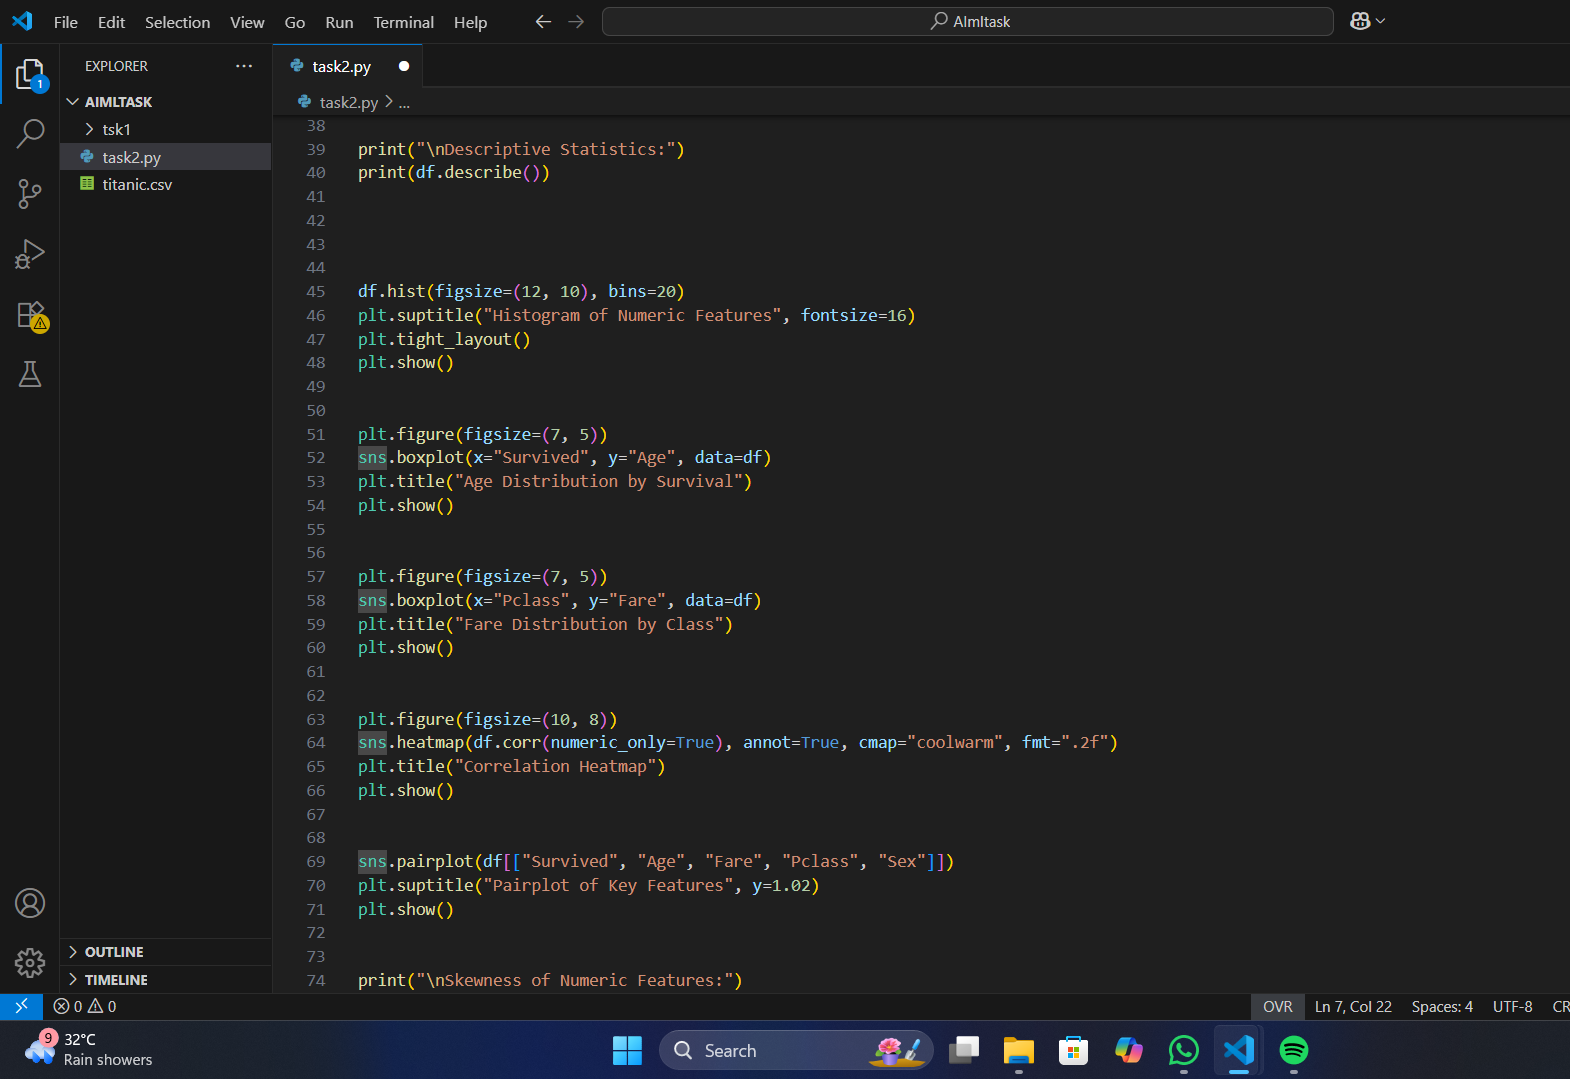 File Edit Selection View Go Run Terminal Help
AImltask
EXPLORER
1
AIMLTASK
tsk1
task2.py
titanic.csv
OUTLINE
TIMELINE
task2.py
task2.py > ...
38
39 print("\nDescriptive Statistics:")
40 print(df.describe())
41
42
43
44
45 df.hist(figsize=(12, 10), bins=20)
46 plt.suptitle("Histogram of Numeric Features", fontsize=16)
47 plt.tight_layout()
48 plt.show()
49
50
51 plt.figure(figsize=(7, 5))
52 sns.boxplot(x="Survived", y="Age", data=df)
53 plt.title("Age Distribution by Survival")
54 plt.show()
55
56
57 plt.figure(figsize=(7, 5))
58 sns.boxplot(x="Pclass", y="Fare", data=df)
59 plt.title("Fare Distribution by Class")
60 plt.show()
61
62
63 plt.figure(figsize=(10, 8))
64 sns.heatmap(df.corr(numeric_only=True), annot=True, cmap="coolwarm", fmt=".2f")
65 plt.title("Correlation Heatmap")
66 plt.show()
67
68
69 sns.pairplot(df[["Survived", "Age", "Fare", "Pclass", "Sex"]])
70 plt.suptitle("Pairplot of Key Features", y=1.02)
71 plt.show()
72
73
74 print("\nSkewness of Numeric Features:")
0 0 OVR Ln 7, Col 22 Spaces: 4 UTF-8 CR
9
32°C
Rain showers
Search